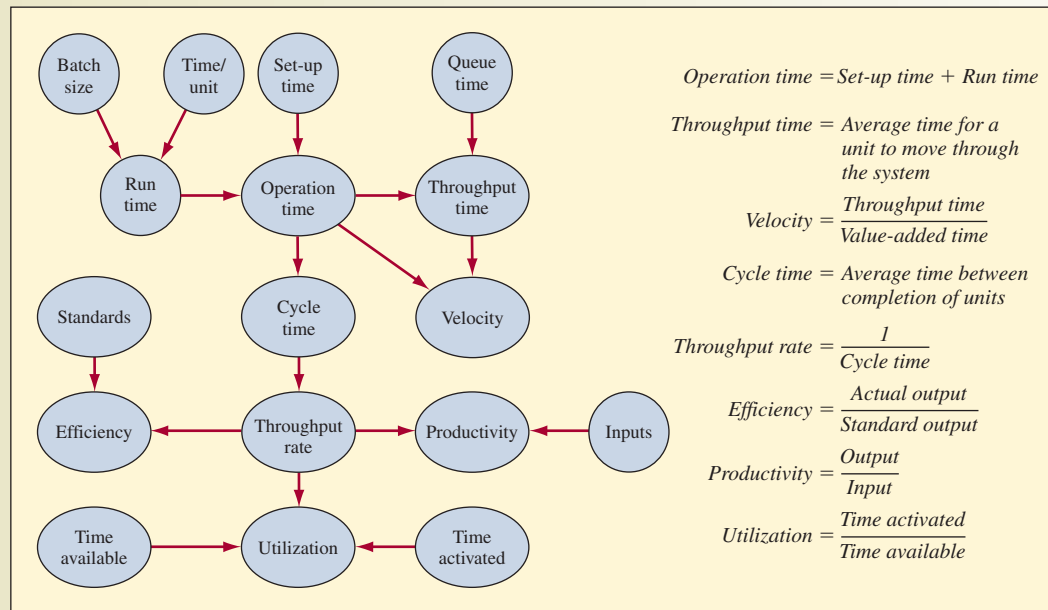 Batch
size
Time/
unit
Set-up
time
Queue
time
Run
time
Operation
time
Throughput
time
Standards
Cycle
time
Velocity
Efficiency
Throughput
rate
Productivity
Inputs
Time
available
Utilization
Time
activated
Operation time = Set-up time + Run time
Throughput time = Average time for a
unit to move through
the system
Velocity = Throughput time
Value-added time
Cycle time = Average time between
completion of units
Throughput rate = 1
Cycle time
Efficiency = Actual output
Standard output
Productivity = Output
Input
Utilization = Time activated
Time available